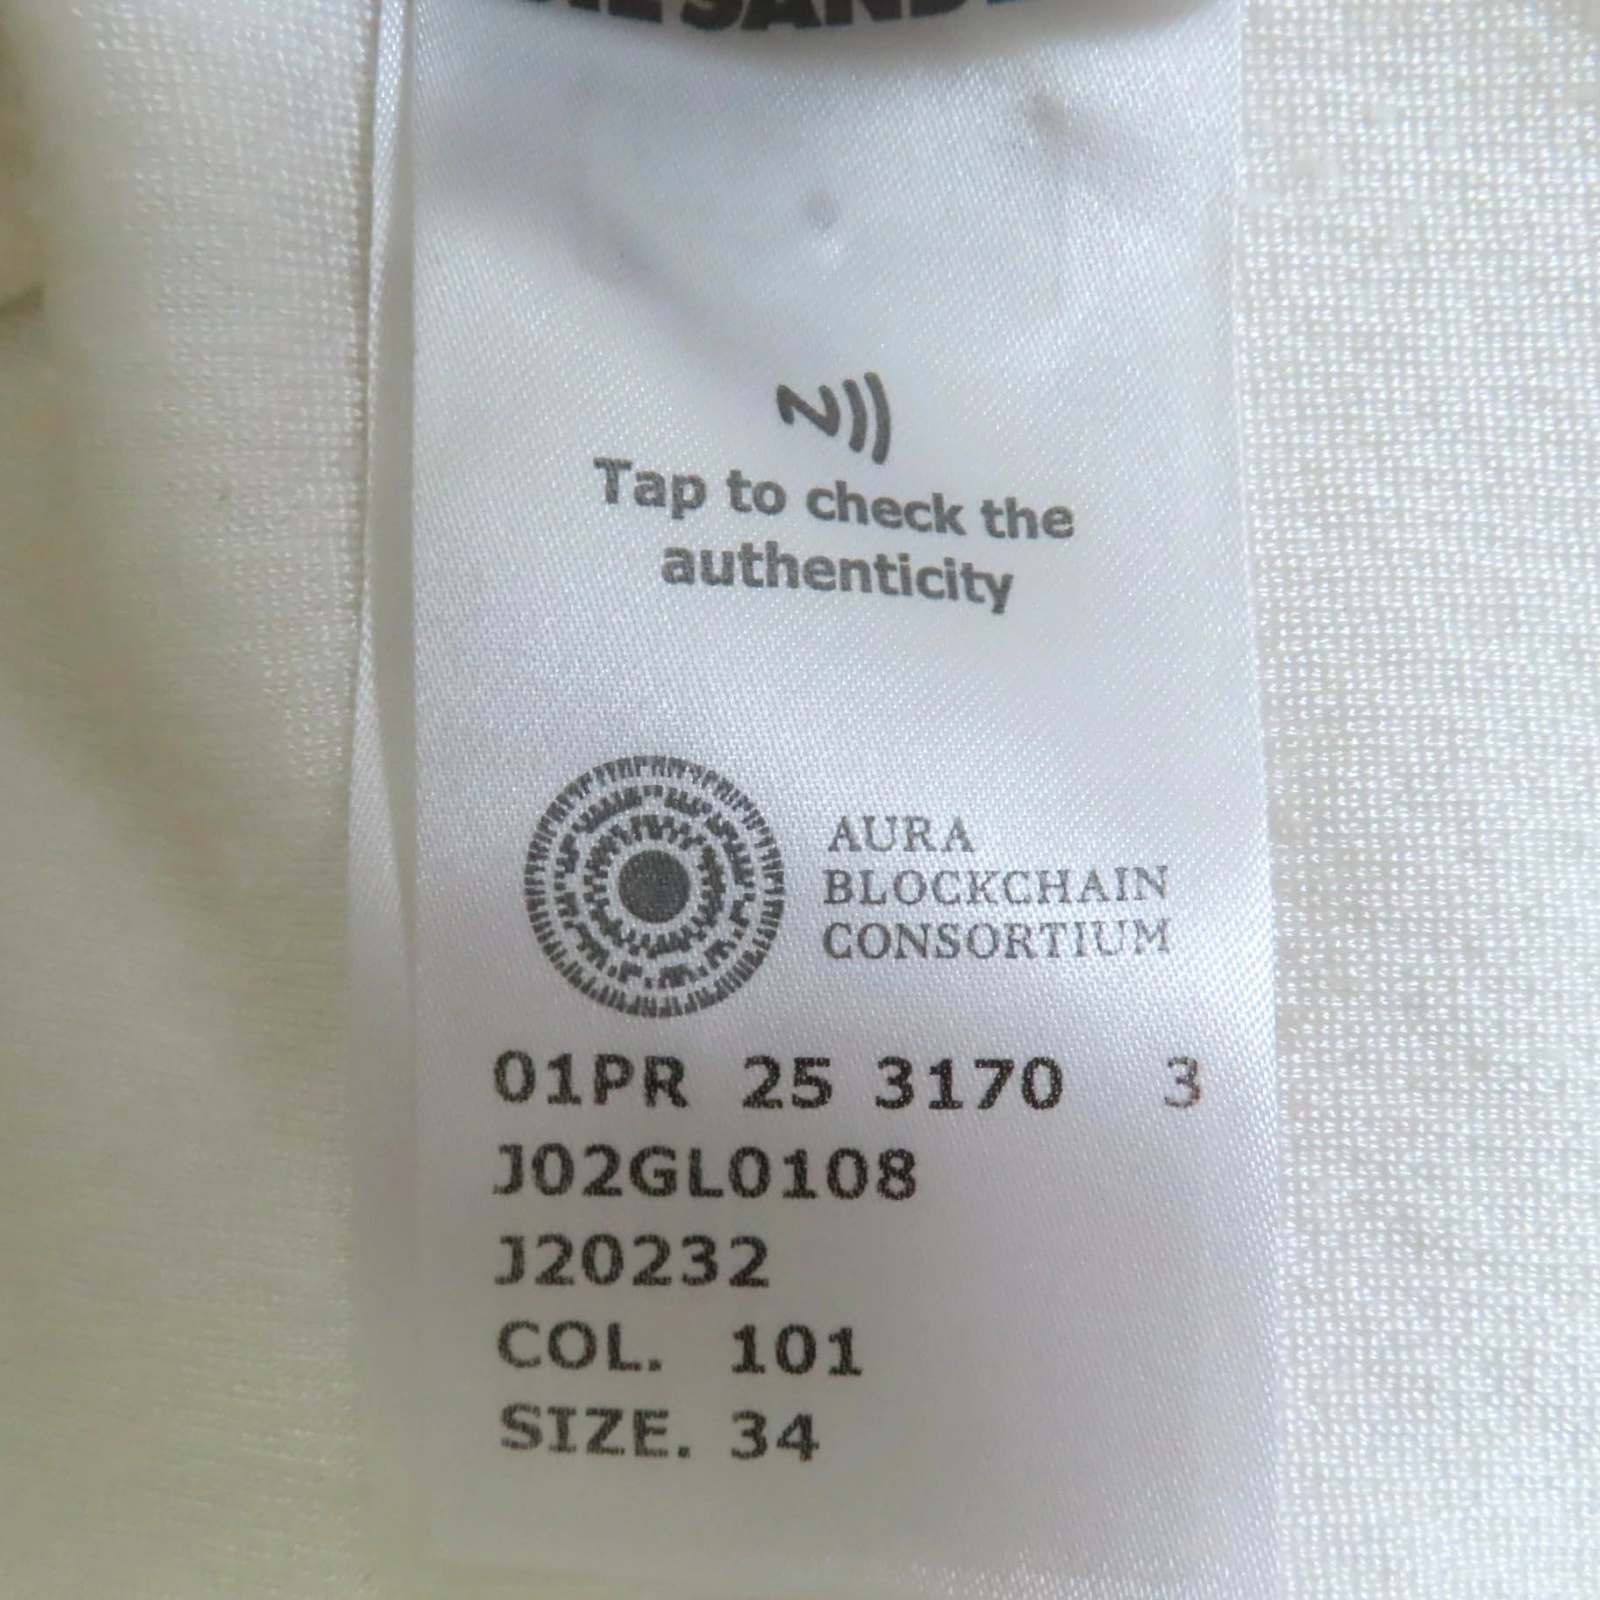 Tap to check the
authenticity
AURA
BLOCKCHAIN
CONSORTIUM
01PR 25 3170 3
J02GL0108
J20232
COL. 101
SIZE. 34